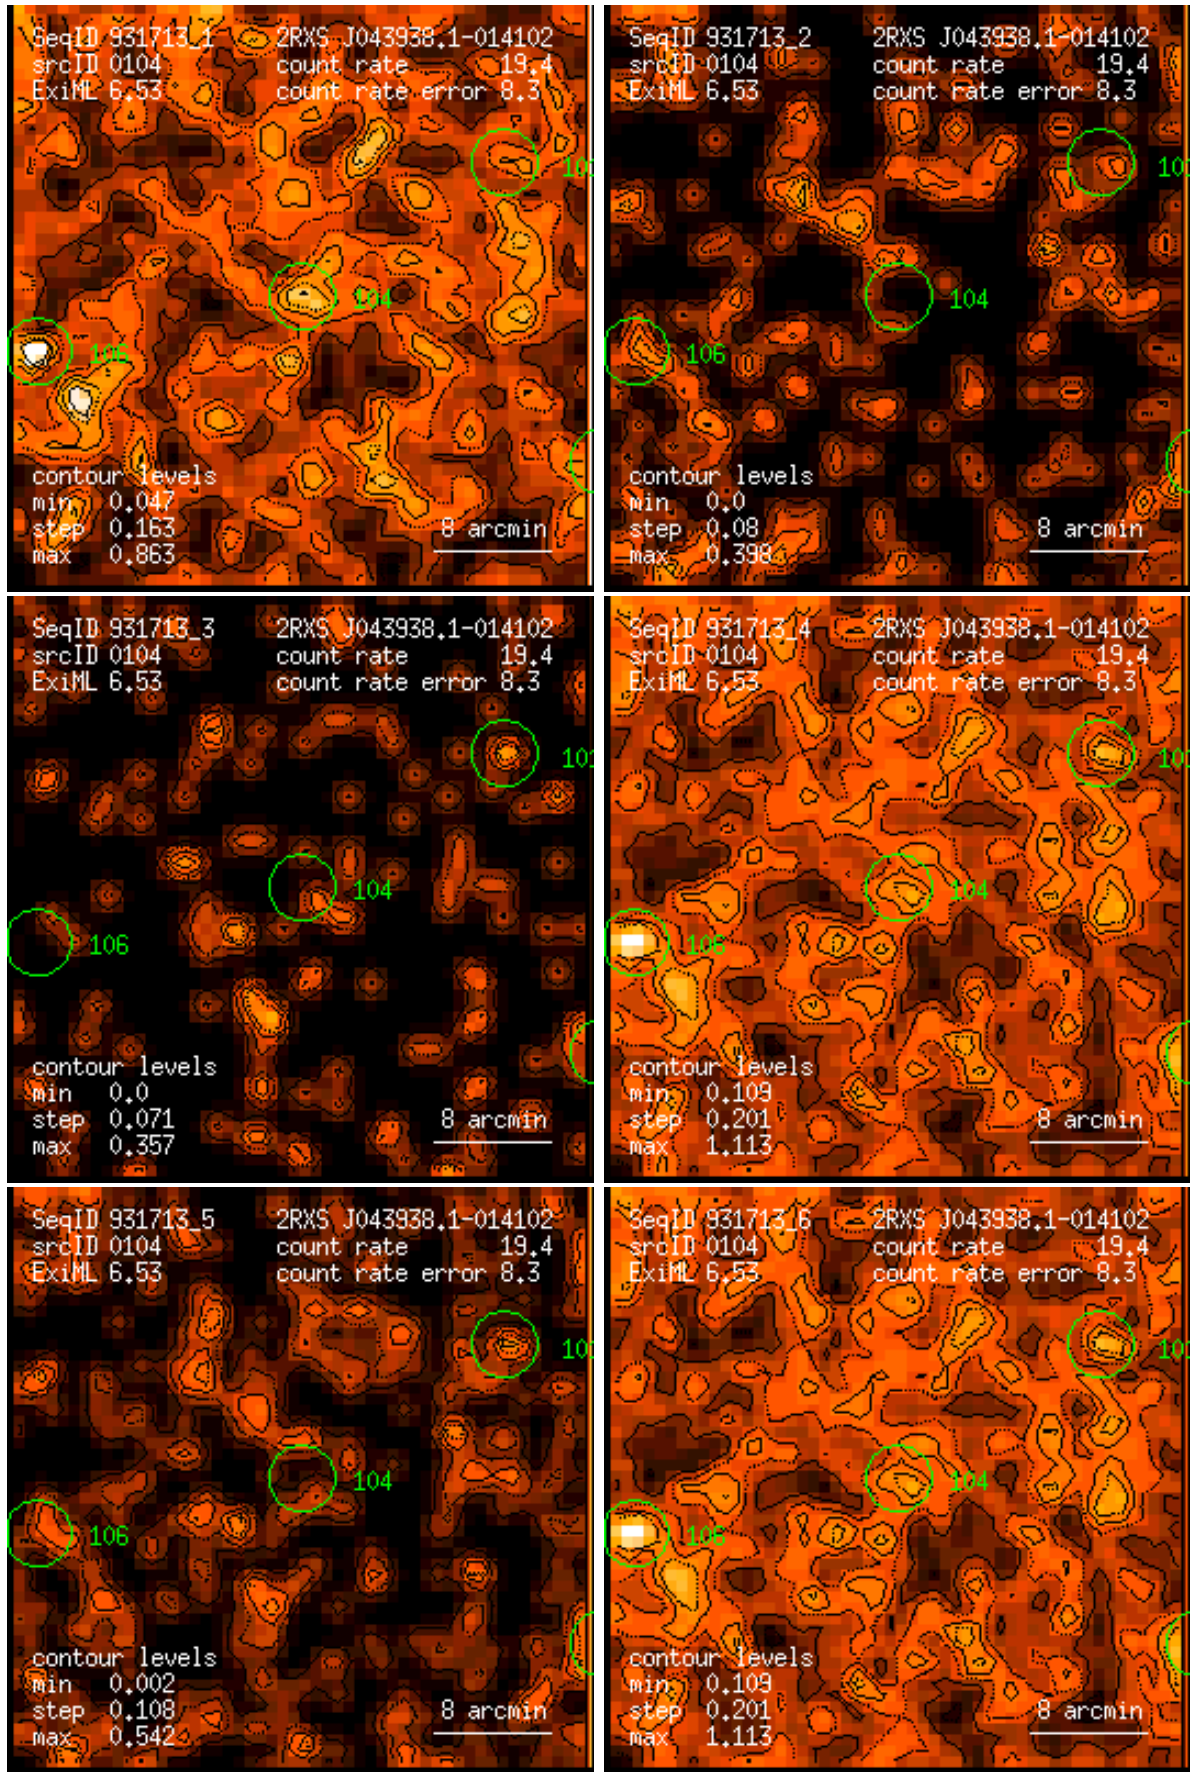 SeqID 931713_1 2RXS J043938.1-014102
srcID 0104 count rate 19.4
ExiML 6.53 count rate error 8.3
104
106
contour levels
min 0.047
step 0.163
max 0.863
8 arcmin
SeqID 931713_2 2RXS J043938.1-014102
srcID 0104 count rate 19.4
ExiML 6.53 count rate error 8.3
104
106
contour levels
min 0.0
step 0.08
max 0.398
8 arcmin
SeqID 931713_3 2RXS J043938.1-014102
srcID 0104 count rate 19.4
ExiML 6.53 count rate error 8.3
104
106
contour levels
min 0.0
step 0.071
max 0.357
8 arcmin
SeqID 931713_4 2RXS J043938.1-014102
srcID 0104 count rate 19.4
ExiML 6.53 count rate error 8.3
104
106
contour levels
min 0.109
step 0.201
max 1.113
8 arcmin
SeqID 931713_5 2RXS J043938.1-014102
srcID 0104 count rate 19.4
ExiML 6.53 count rate error 8.3
104
106
contour levels
min 0.002
step 0.108
max 0.542
8 arcmin
SeqID 931713_6 2RXS J043938.1-014102
srcID 0104 count rate 19.4
ExiML 6.53 count rate error 8.3
104
106
contour levels
min 0.109
step 0.201
max 1.113
8 arcmin